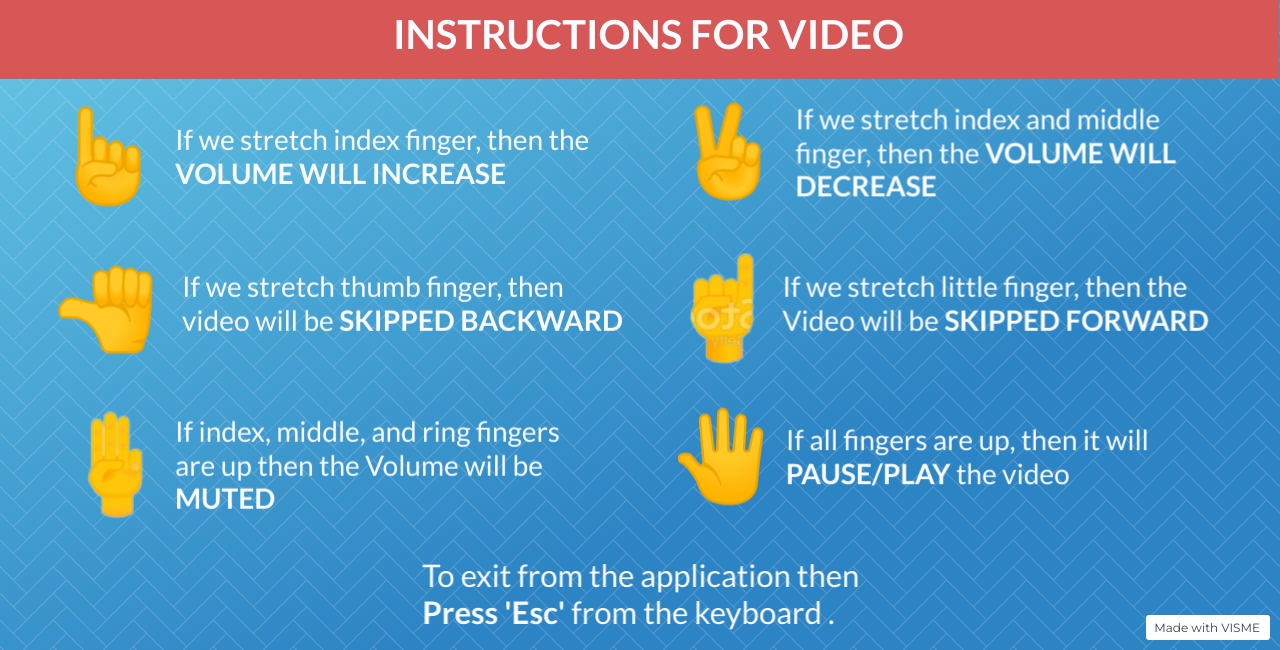 INSTRUCTIONS FOR VIDEO
If we stretch index finger, then the
VOLUME WILL INCREASE
If we stretch index and middle
finger, then the VOLUME WILL
DECREASE
If we stretch thumb finger, then
video will be SKIPPED BACKWARD
If we stretch little finger, then the
Video will be SKIPPED FORWARD
If index, middle, and ring fingers
are up then the Volume will be
MUTED
If all fingers are up, then it will
PAUSE/PLAY the video
To exit from the application then
Press 'Esc' from the keyboard .
Made with VISME